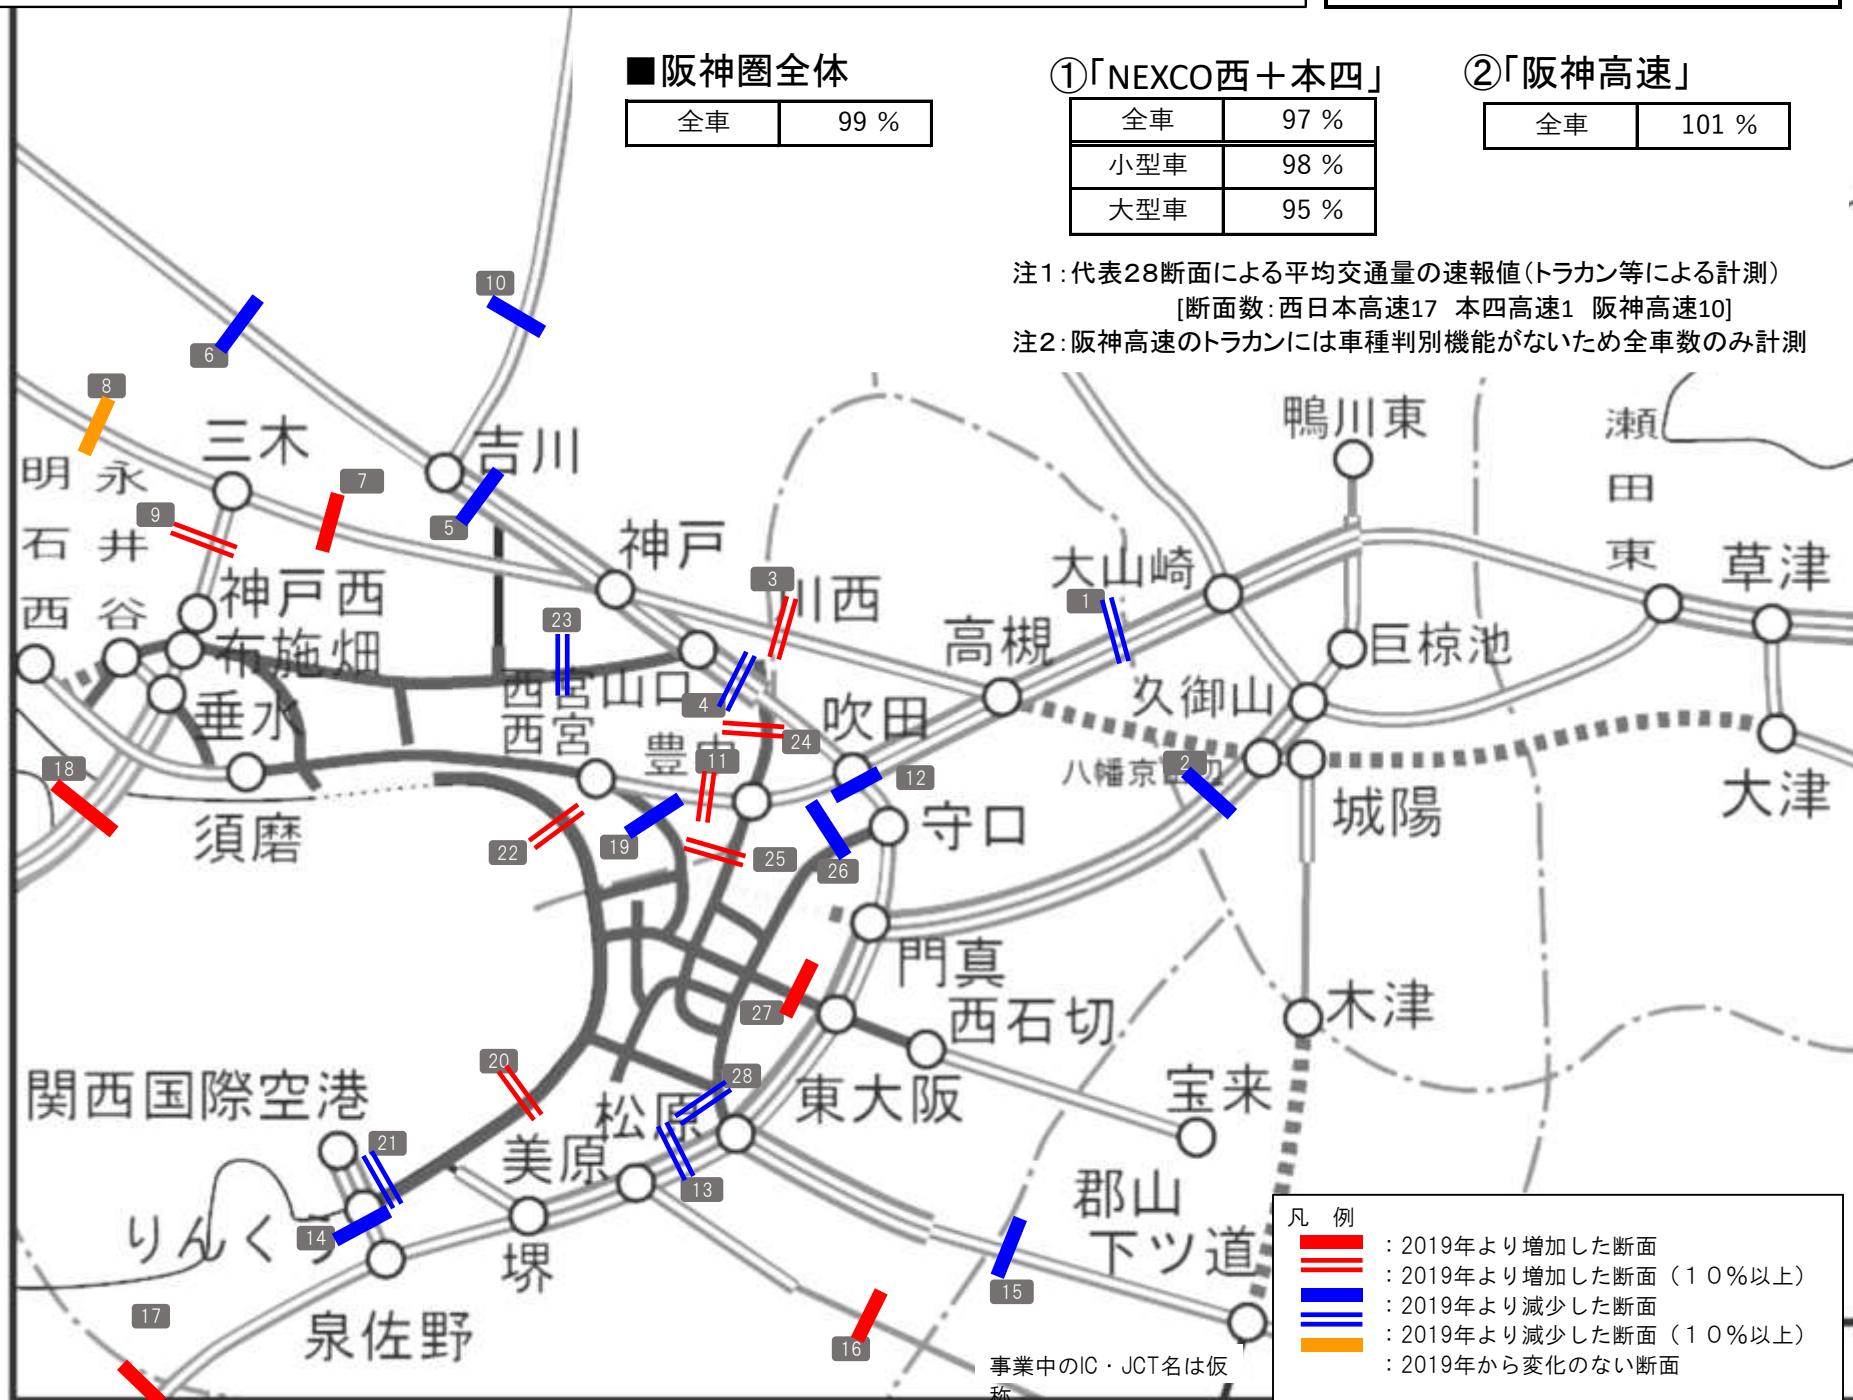 ■阪神圏全体
全車 99 %
①「NEXCO西＋本四」
全車 97 %
小型車 98 %
大型車 95 %
②「阪神高速」
全車 101 %
注１：代表２８断面による平均交通量の速報値（トラカン等による計測）
[断面数：西日本高速17 本四高速1 阪神高速10]
注２：阪神高速のトラカンには車種判別機能がないため全車数のみ計測
10
6
8
三木
吉川
鴨川東
瀬田東
明石西
永井谷
7
9
5
神戸
神戸西
布施畑
3
川西
大山崎
1
草津
23
高槻
巨椋池
西宮山口
4
久御山
垂水
西宮
吹田
24
豊中
11
12
八幡京田辺
2
18
大津
城陽
須磨
22
19
25
26
守口
門真
27
西石切
木津
20
28
東大阪
関西国際空港
松原
宝来
21
美原
13
郡山
下ツ道
りんくう
14
堺
15
17
泉佐野
16
事業中のIC・JCT名は仮
称
凡 例
：2019年より増加した断面
：2019年より増加した断面（１０％以上）
：2019年より減少した断面
：2019年より減少した断面（１０％以上）
：2019年から変化のない断面